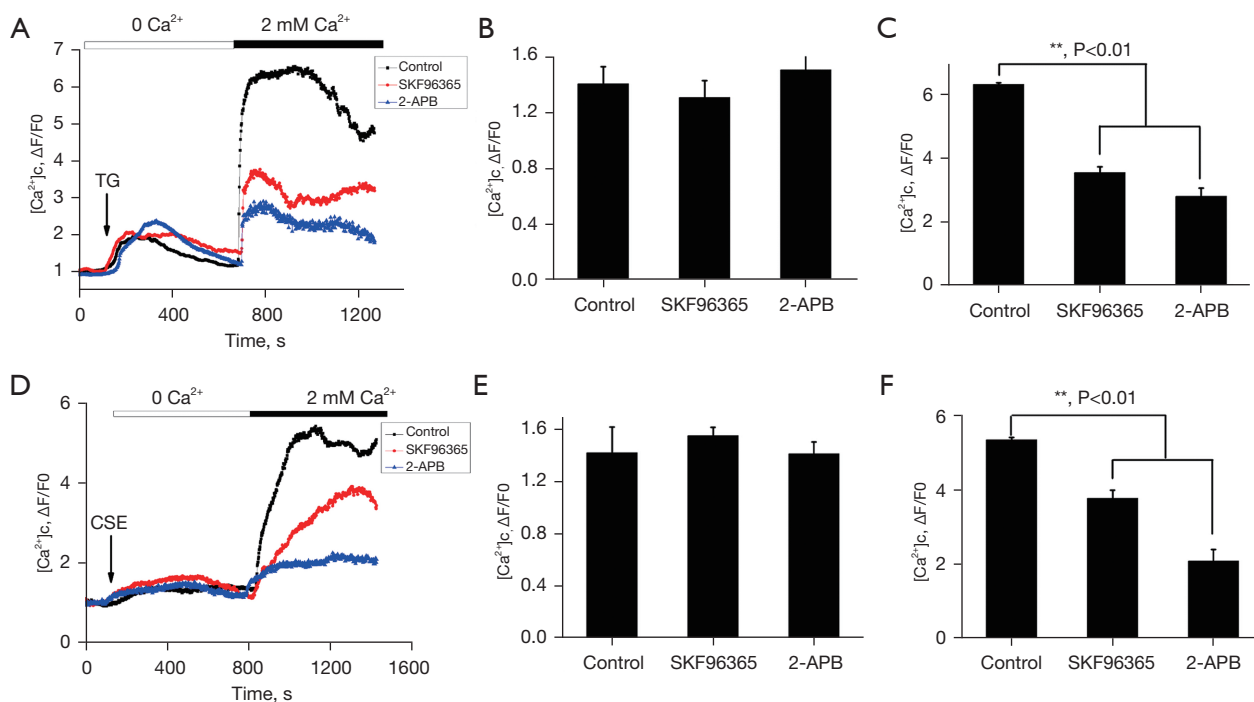 A
0 Ca²⁺
2 mM Ca²⁺
7
6
5
4
3
2
1
[Ca²⁺]c, ΔF/F0
TG
Control
SKF96365
2-APB
0
400
800
1200
Time, s
B
1.6
1.2
0.8
0.4
0.0
[Ca²⁺]c, ΔF/F0
Control
SKF96365
2-APB
C
**, P<0.01
6
4
2
0
[Ca²⁺]c, ΔF/F0
Control
SKF96365
2-APB
D
0 Ca²⁺
2 mM Ca²⁺
6
4
2
0
[Ca²⁺]c, ΔF/F0
CSE
Control
SKF96365
2-APB
0
400
800
1200
1600
Time, s
E
1.6
1.2
0.8
0.4
0.0
[Ca²⁺]c, ΔF/F0
Control
SKF96365
2-APB
F
**, P<0.01
6
4
2
0
[Ca²⁺]c, ΔF/F0
Control
SKF96365
2-APB